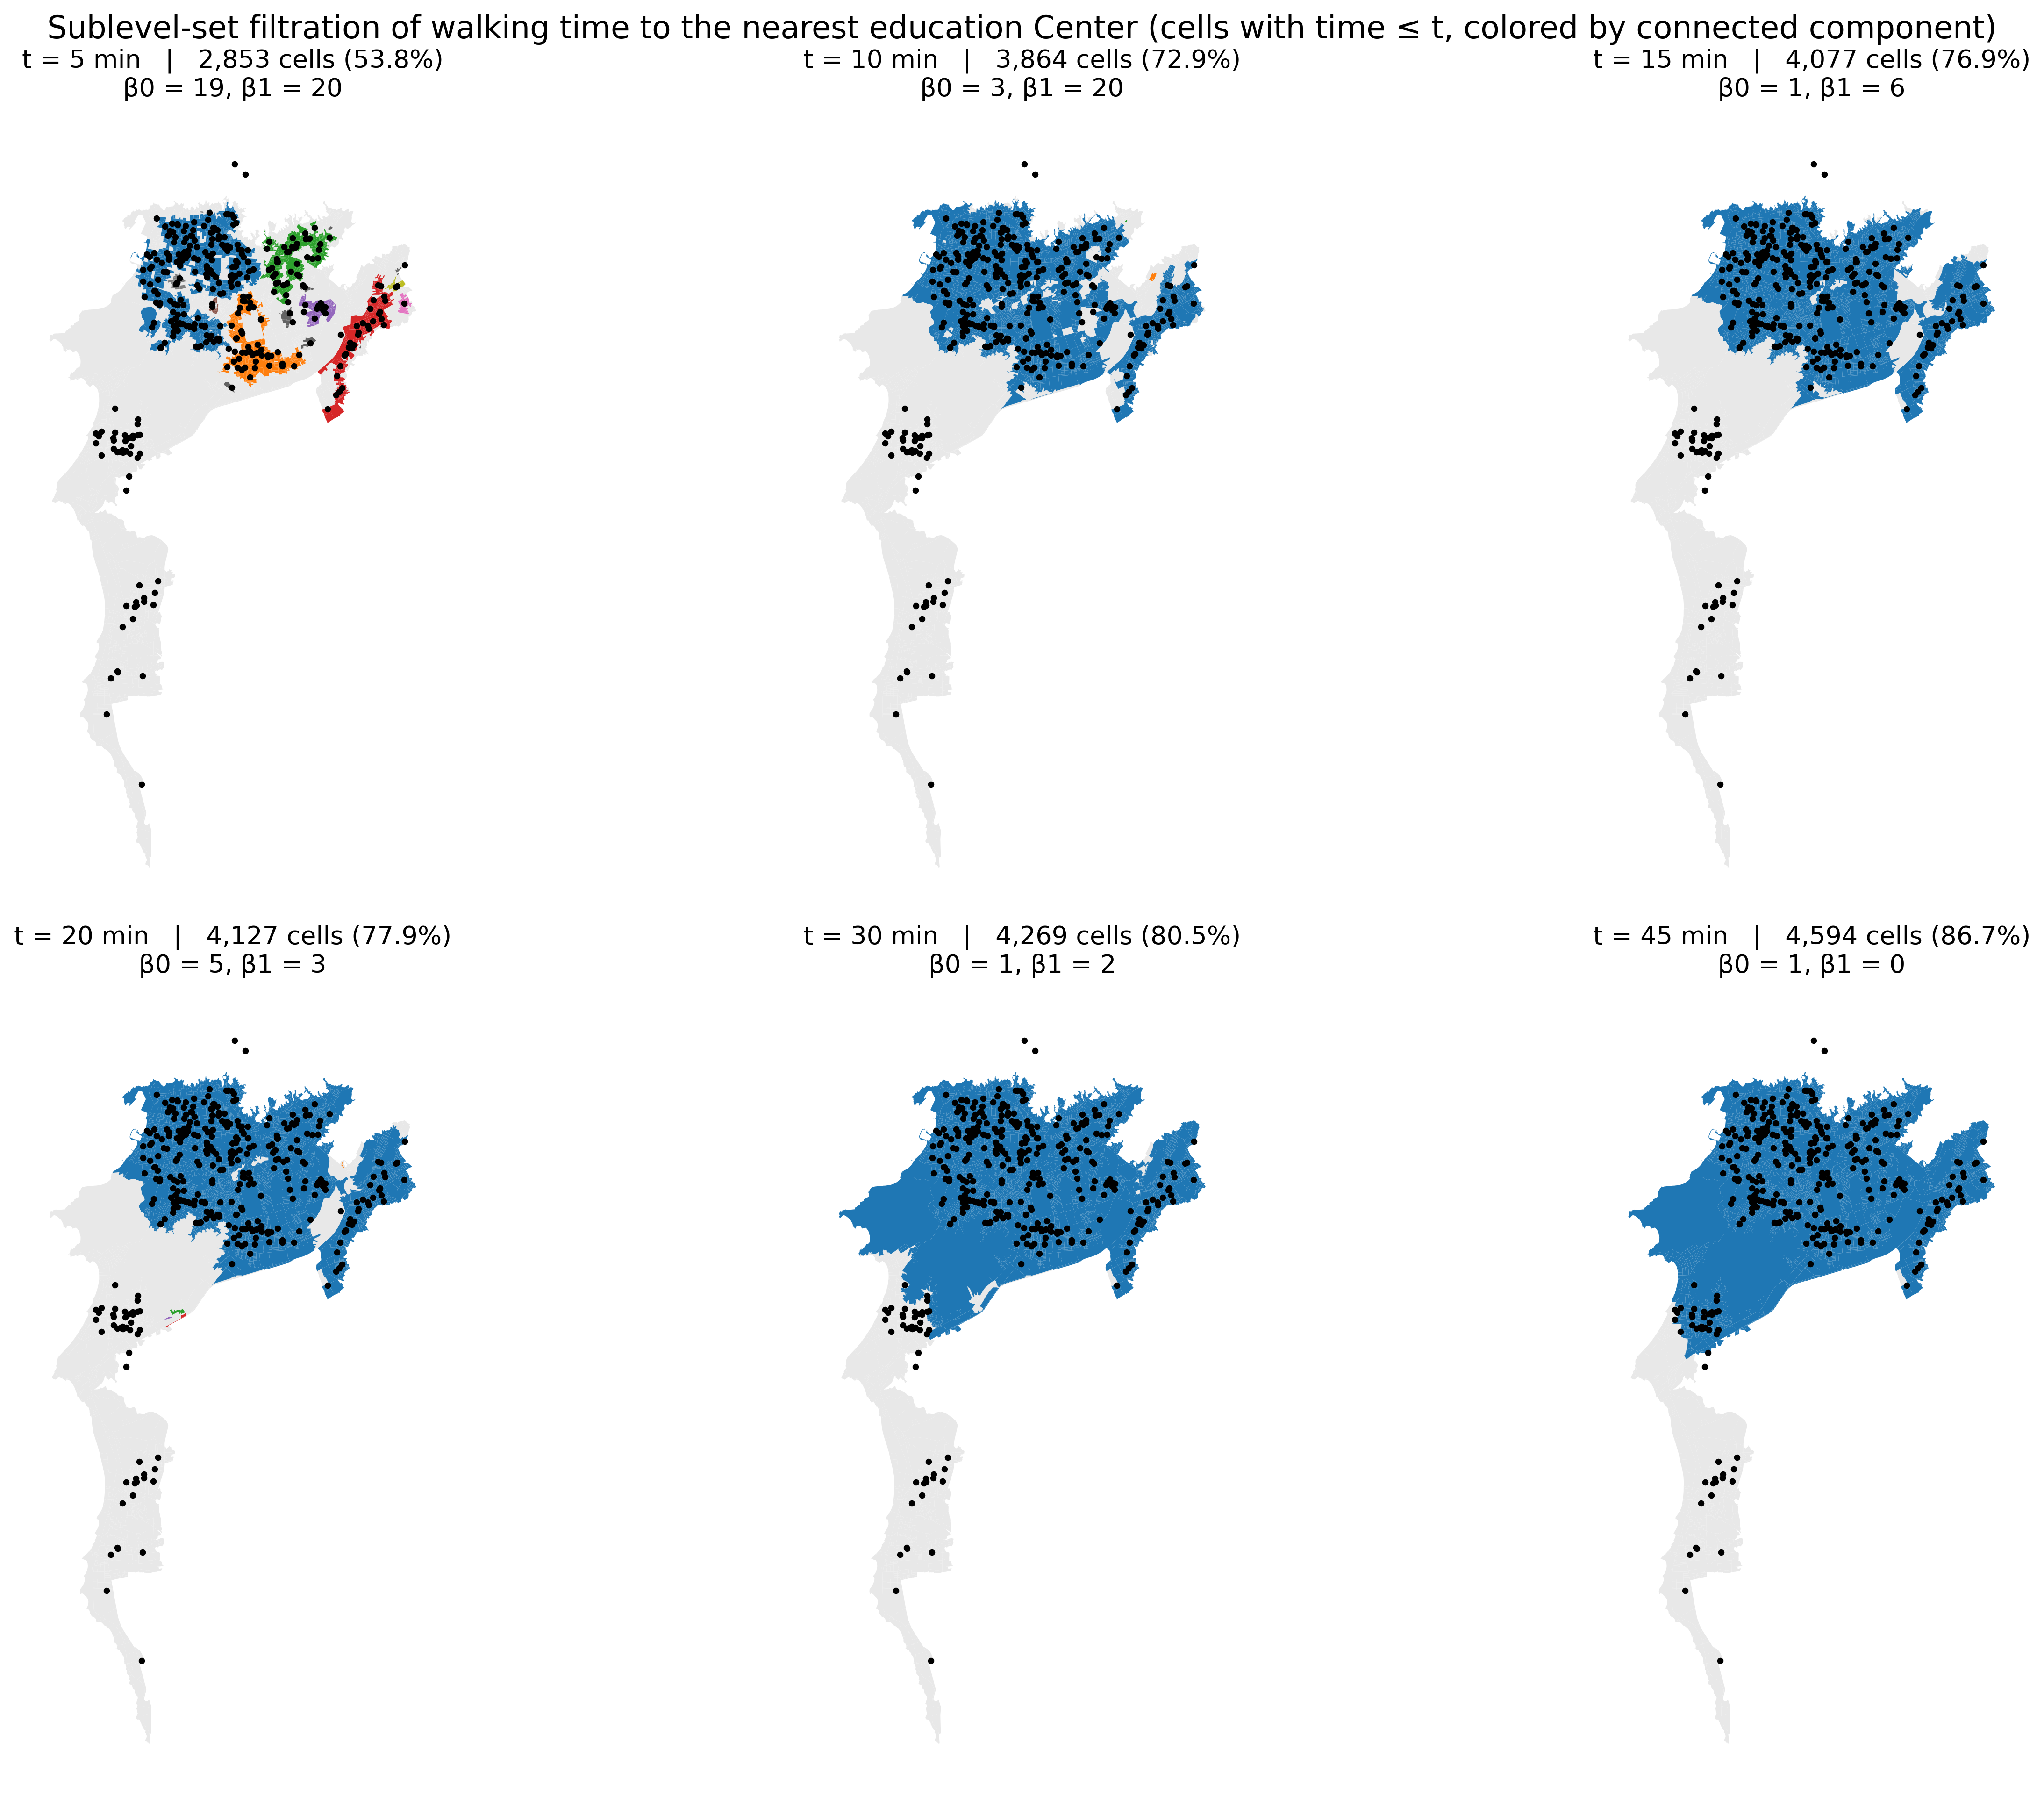 Sublevel-set filtration of walking time to the nearest education Center (cells with time ≤ t, colored by connected component)
t = 5 min | 2,853 cells (53.8%)
β0 = 19, β1 = 20
t = 10 min | 3,864 cells (72.9%)
β0 = 3, β1 = 20
t = 15 min | 4,077 cells (76.9%)
β0 = 1, β1 = 6
t = 20 min | 4,127 cells (77.9%)
β0 = 5, β1 = 3
t = 30 min | 4,269 cells (80.5%)
β0 = 1, β1 = 2
t = 45 min | 4,594 cells (86.7%)
β0 = 1, β1 = 0